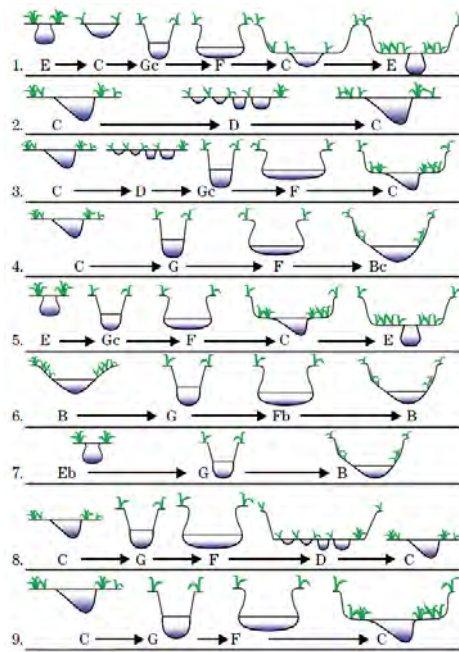 1. E C Gc F C E
2. C D C
3. C D Gc F C
4. C G F Bc
5. E Gc F C E
6. B G Fb B
7. Eb G B
8. C G F D C
9. C G F C